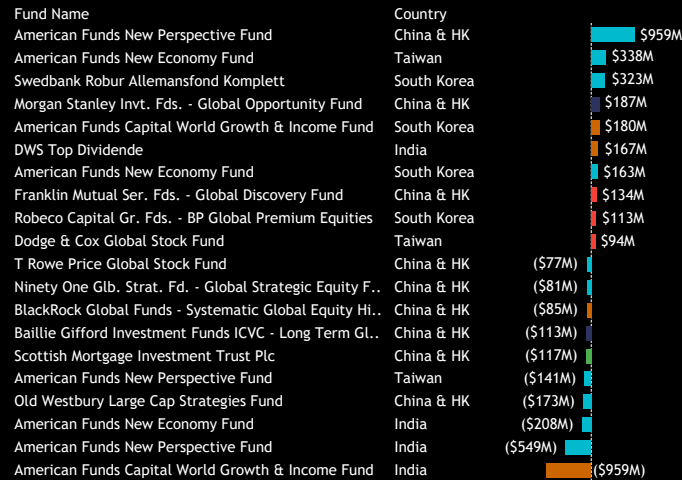 Fund Name Country
American Funds New Perspective Fund China & HK $959M
American Funds New Economy Fund Taiwan $338M
Swedbank Robur Allemansfond Komplett South Korea $323M
Morgan Stanley Invt. Fds. - Global Opportunity Fund China & HK $187M
American Funds Capital World Growth & Income Fund South Korea $180M
DWS Top Dividende India $167M
American Funds New Economy Fund South Korea $163M
Franklin Mutual Ser. Fds. - Global Discovery Fund China & HK $134M
Robeco Capital Gr. Fds. - BP Global Premium Equities South Korea $113M
Dodge & Cox Global Stock Fund Taiwan $94M
T Rowe Price Global Stock Fund China & HK ($77M)
Ninety One Glb. Strat. Fd. - Global Strategic Equity F.. China & HK ($81M)
BlackRock Global Funds - Systematic Global Equity Hi.. China & HK ($85M)
Baillie Gifford Investment Funds ICVC - Long Term Gl.. China & HK ($113M)
Scottish Mortgage Investment Trust Plc China & HK ($117M)
American Funds New Perspective Fund Taiwan ($141M)
Old Westbury Large Cap Strategies Fund China & HK ($173M)
American Funds New Economy Fund India ($208M)
American Funds New Perspective Fund India ($549M)
American Funds Capital World Growth & Income Fund India ($959M)